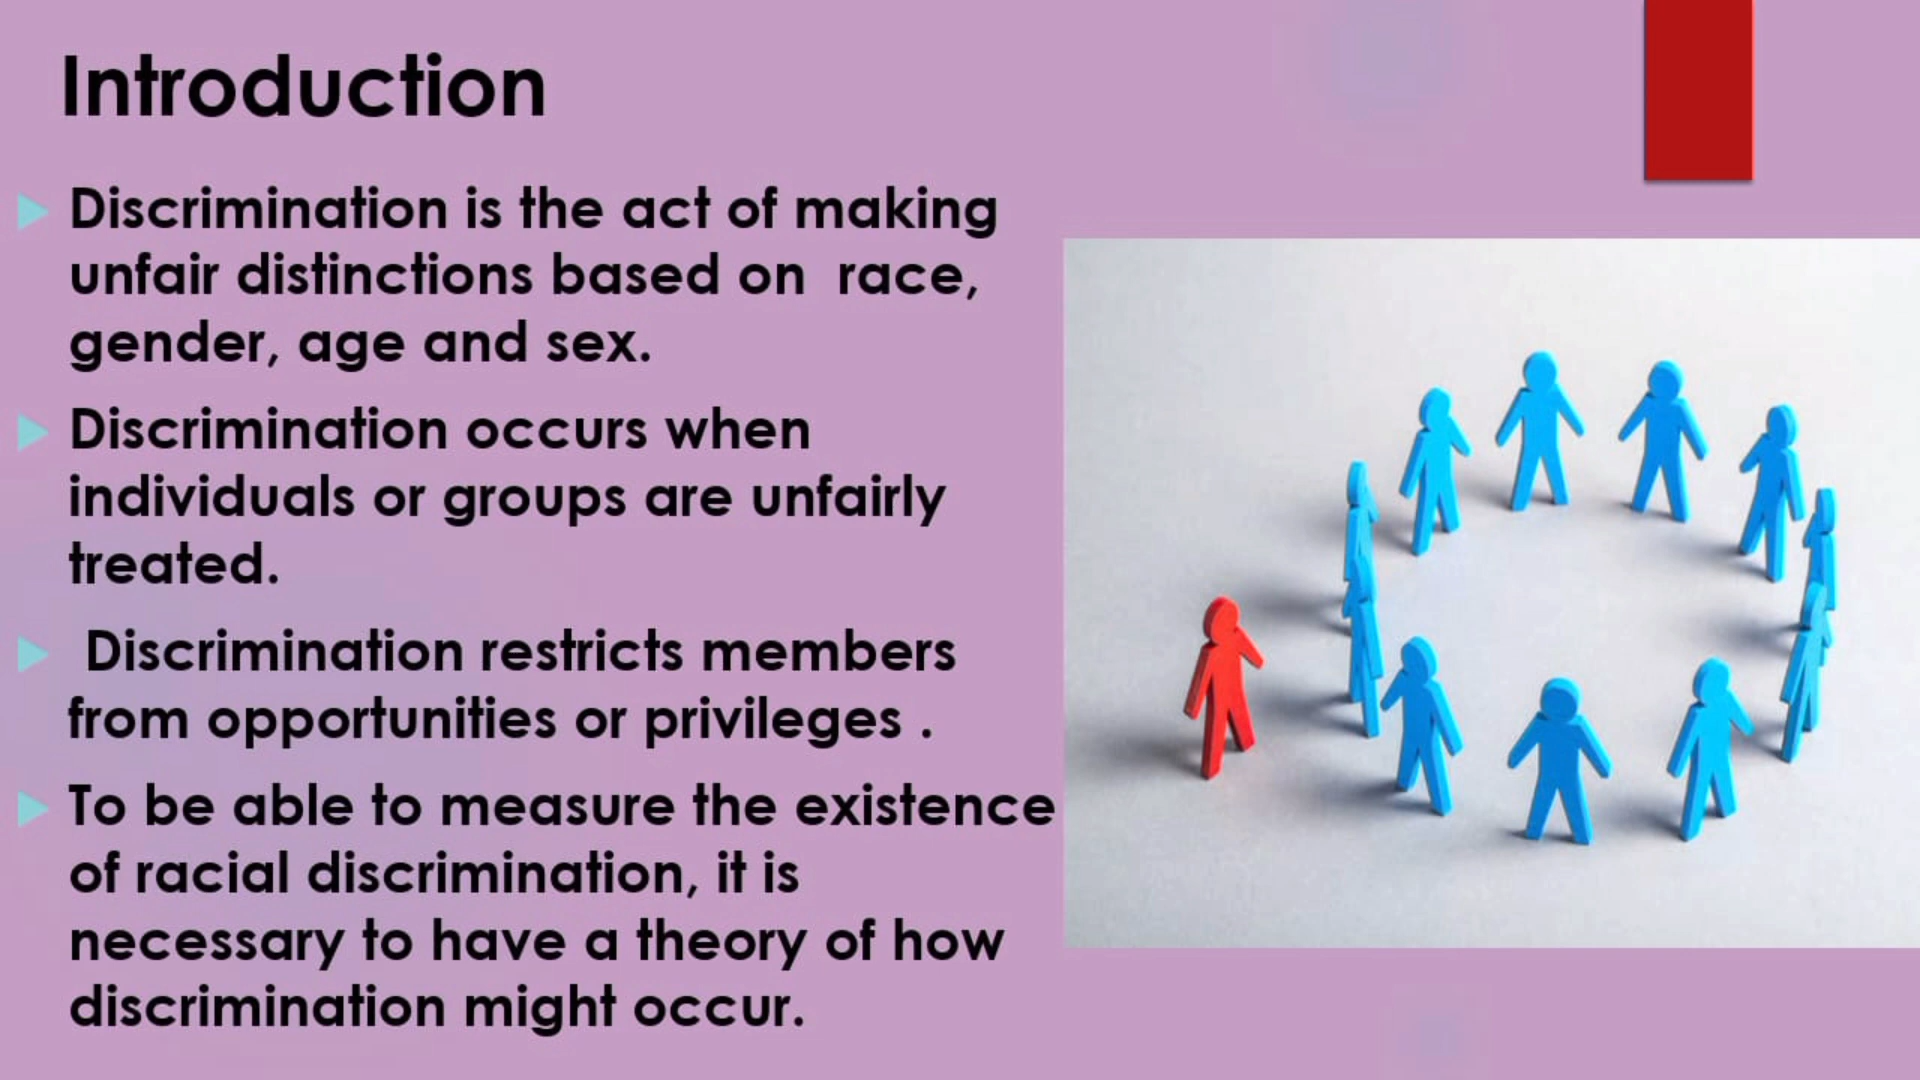 Introduction
Discrimination is the act of making
unfair distinctions based on  race,
gender, age and sex.
Discrimination occurs when
individuals or groups are unfairly
treated.
Discrimination restricts members
from opportunities or privileges .
To be able to measure the existence
of racial discrimination, it is
necessary to have a theory of how
discrimination might occur.